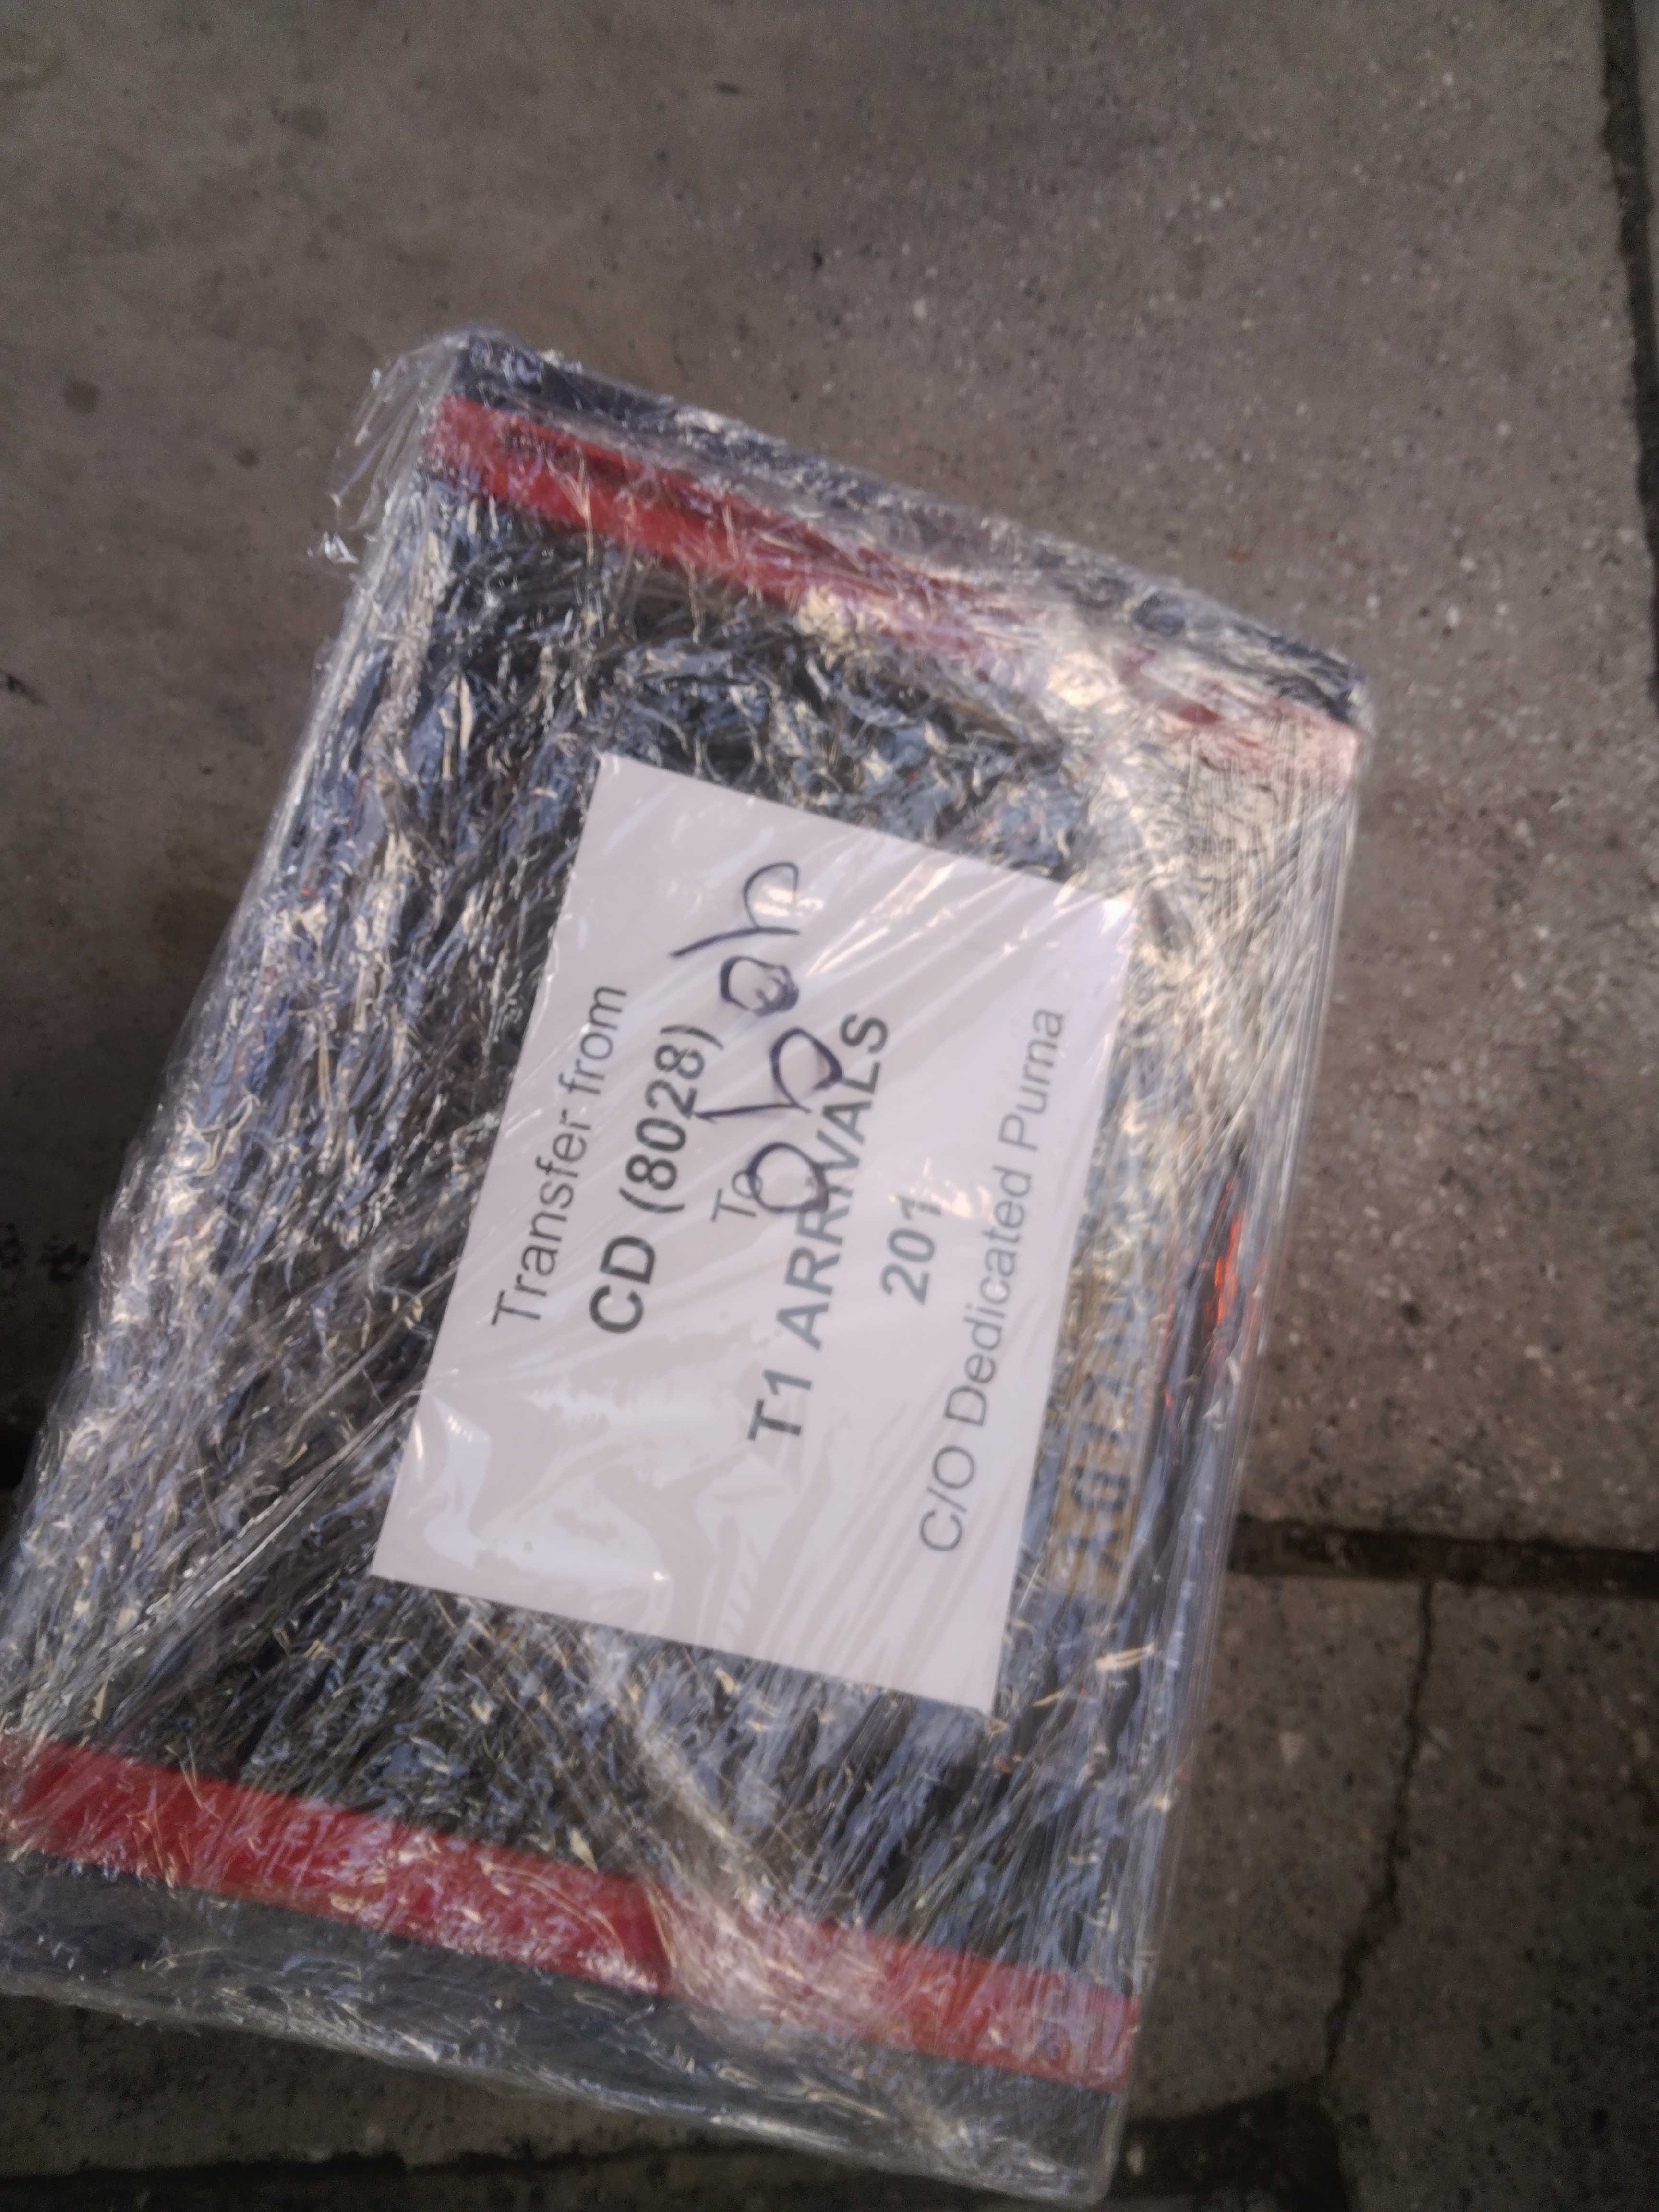 Transfer from
CD (8028)
To
T1 ARRIVALS
201
C/O Dedicated Purna